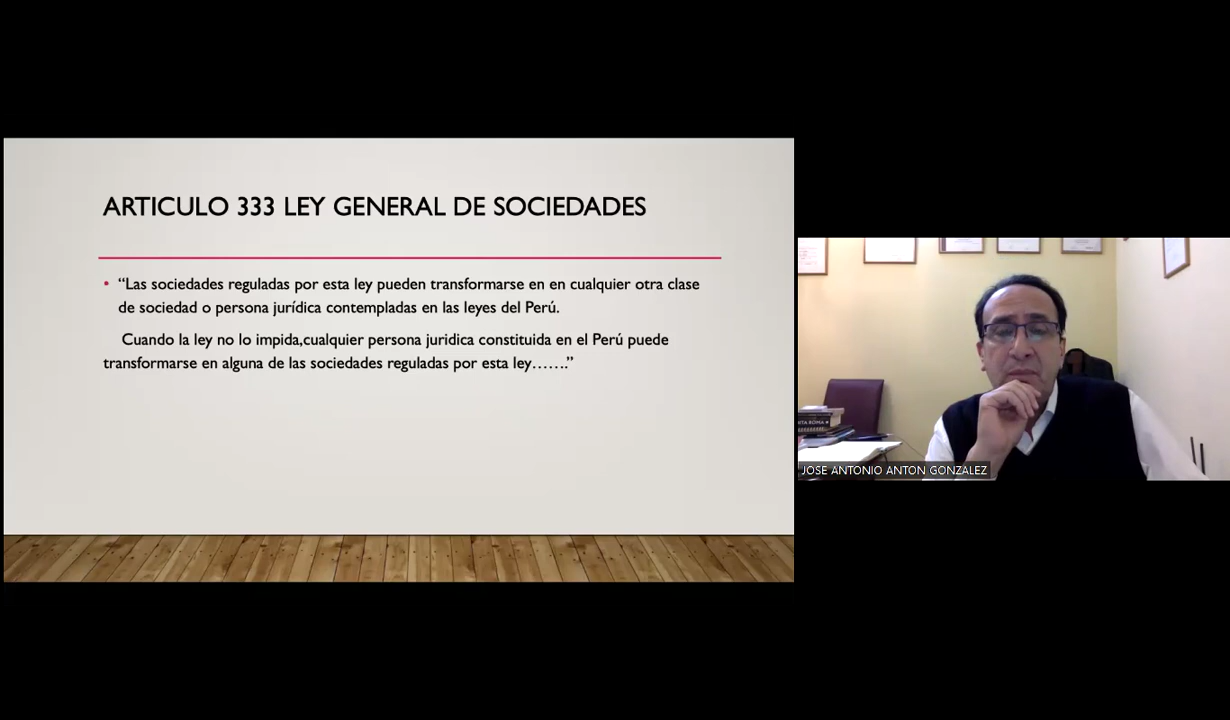 ARTICULO 333 LEY GENERAL DE SOCIEDADES
• “Las sociedades reguladas por esta ley pueden transformarse en en cualquier otra clase
de sociedad o persona jurídica contempladas en las leyes del Perú.
Cuando la ley no lo impida,cualquier persona juridica constituida en el Perú puede
transformarse en alguna de las sociedades reguladas por esta ley…….”
JOSE ANTONIO ANTON GONZALEZ